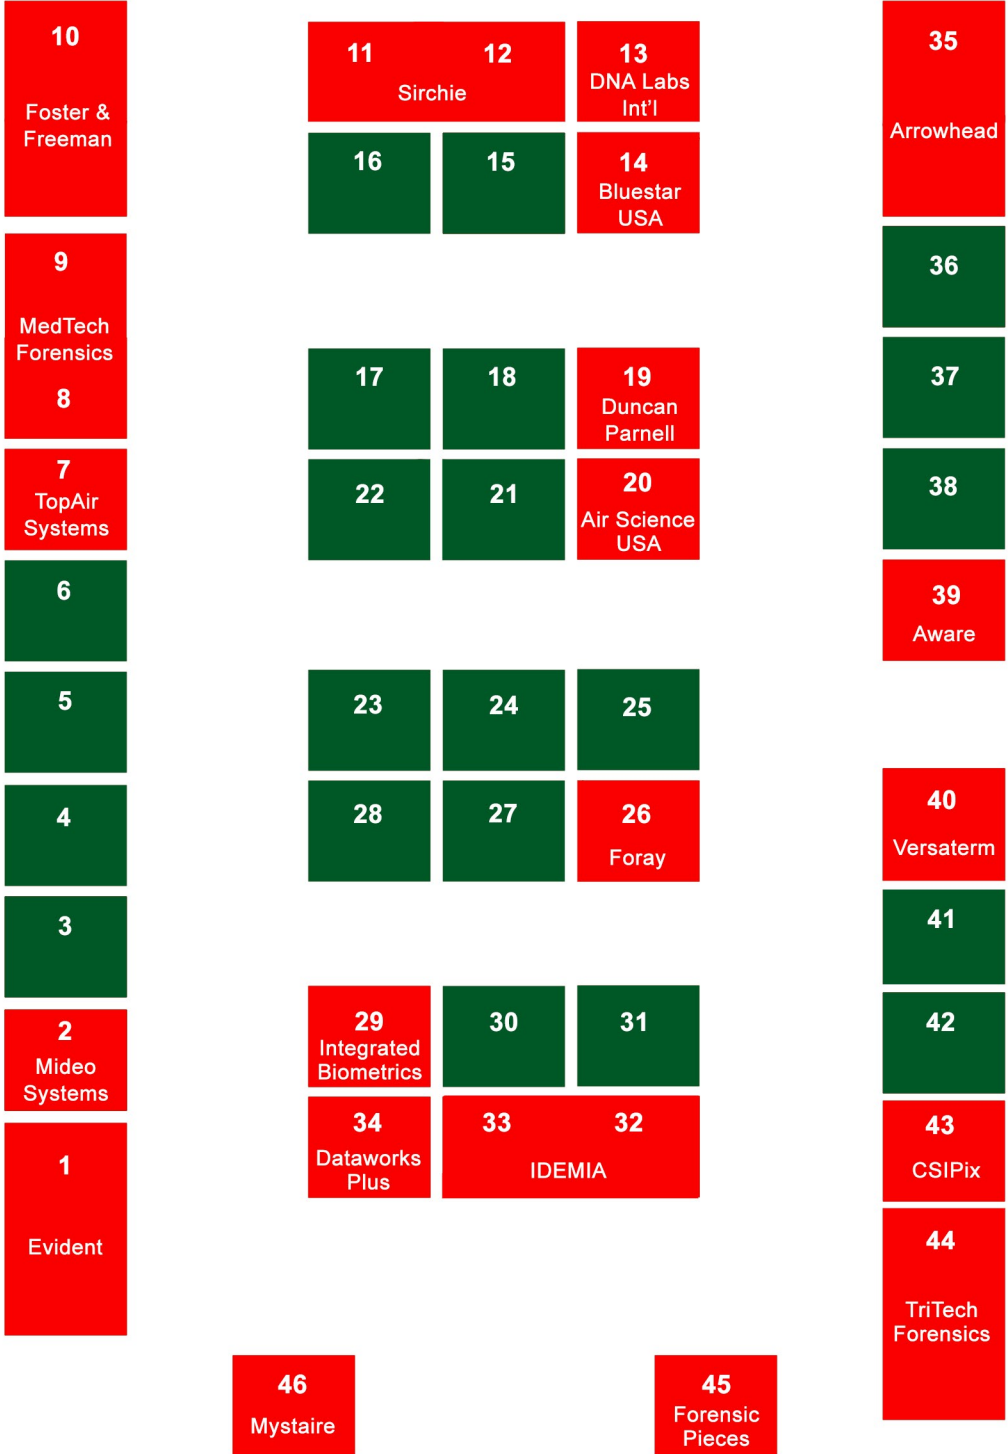 10
Foster &
Freeman
9
MedTech
Forensics
8
7
TopAir
Systems
6
5
4
3
2
Mideo
Systems
1
Evident
11 12
Sirchie
13
DNA Labs
Int'l
16
15
14
Bluestar
USA
17
18
19
Duncan
Parnell
22
21
20
Air Science
USA
23
24
25
28
27
26
Foray
29
Integrated
Biometrics
30
31
34
Dataworks
Plus
33 32
IDEMIA
35
Arrowhead
36
37
38
39
Aware
40
Versaterm
41
42
43
CSIPix
44
TriTech
Forensics
46
Mystaire
45
Forensic
Pieces